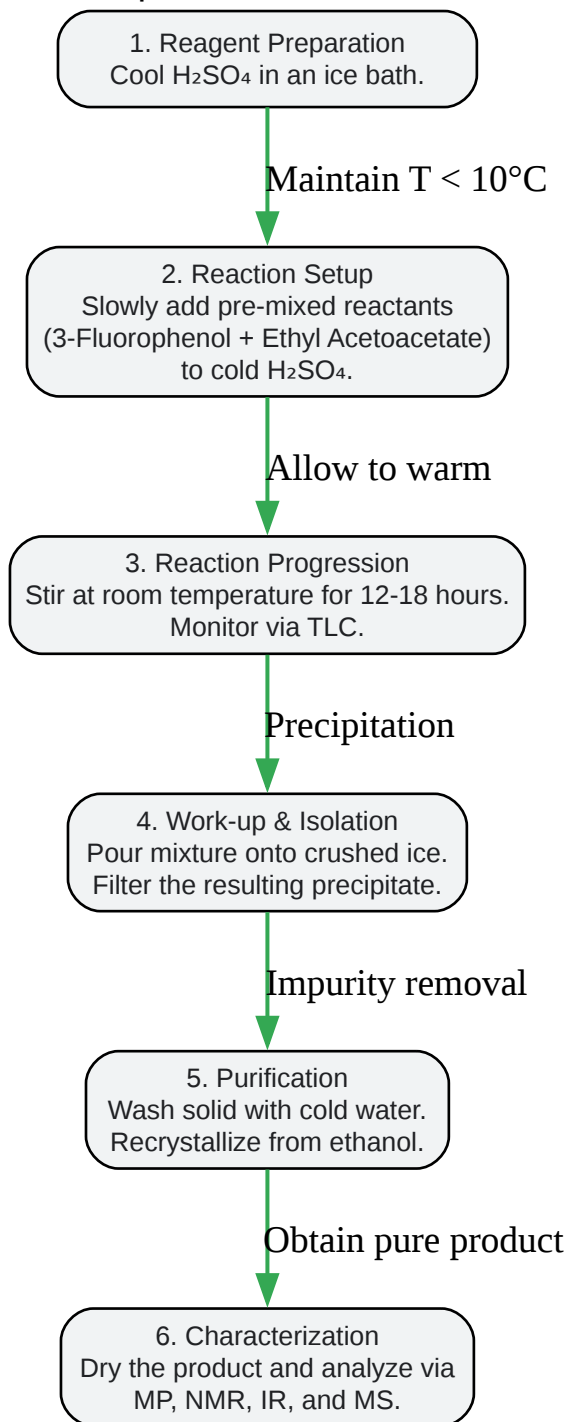 1. Reagent Preparation
Cool H₂SO₄ in an ice bath.
Maintain T < 10°C
2. Reaction Setup
Slowly add pre-mixed reactants
(3-Fluorophenol + Ethyl Acetoacetate)
to cold H₂SO₄.
Allow to warm
3. Reaction Progression
Stir at room temperature for 12-18 hours.
Monitor via TLC.
Precipitation
4. Work-up & Isolation
Pour mixture onto crushed ice.
Filter the resulting precipitate.
Impurity removal
5. Purification
Wash solid with cold water.
Recrystallize from ethanol.
Obtain pure product
6. Characterization
Dry the product and analyze via
MP, NMR, IR, and MS.